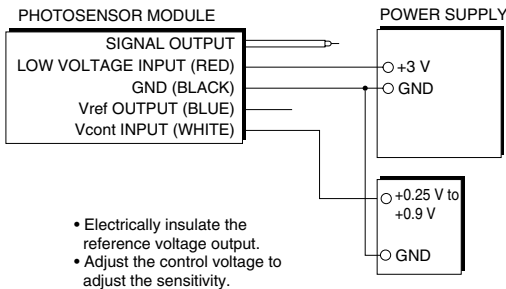 PHOTOSENSOR MODULE
POWER SUPPLY
SIGNAL OUTPUT
LOW VOLTAGE INPUT (RED)
GND (BLACK)
Vref OUTPUT (BLUE)
Vcont INPUT (WHITE)
+3 V
GND
+0.25 V to
+0.9 V
GND
• Electrically insulate the
reference voltage output.
• Adjust the control voltage to
adjust the sensitivity.